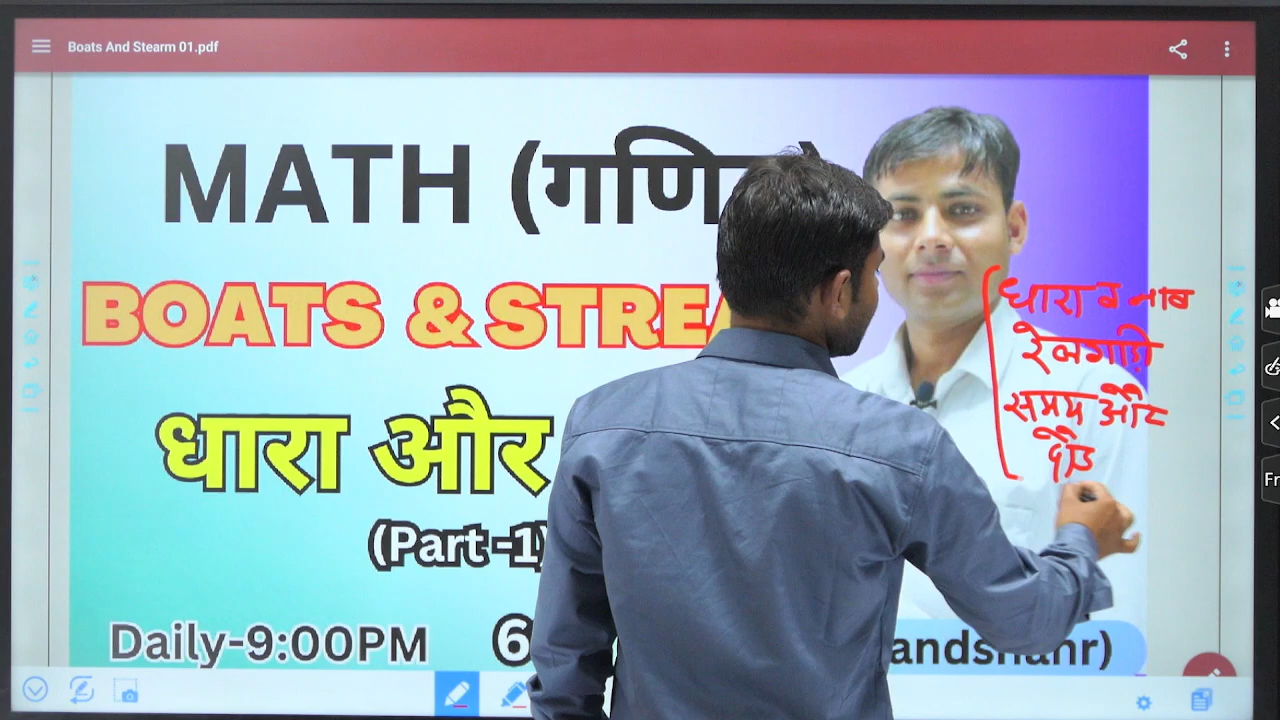 Boats And Stearm 01.pdf
MATH (गणि
BOATS & STREA
धारा और
(Part -1)
Daily-9:00PM 6
andshahr)
धारा व नाव
रेलगाड़ी
समय और
दौड़
Fr